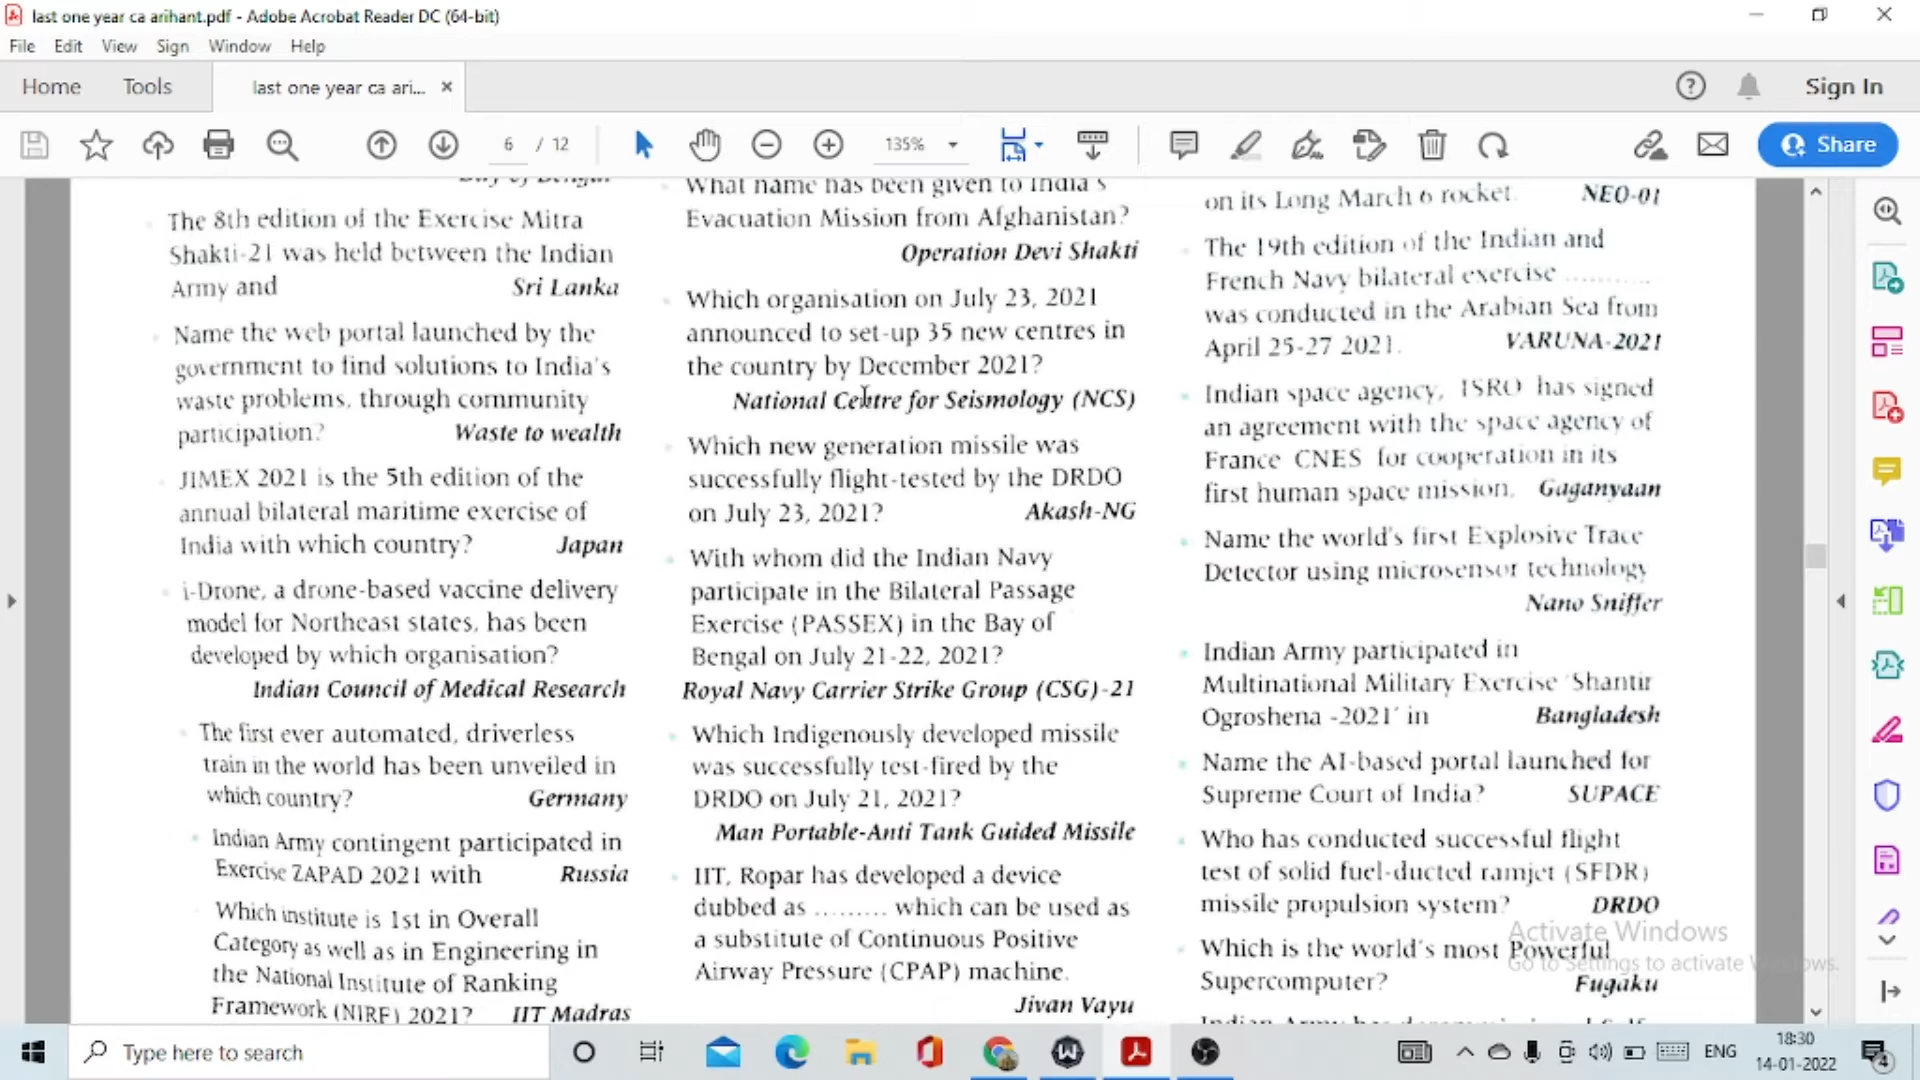 last one year ca arihant.pdf - Adobe Acrobat Reader DC (64-bit)
File Edit View Sign Window Help
Home Tools last one year ca ari... × Sign In
6 / 12 135% Share
Bay of Bengal
The 8th edition of the Exercise Mitra
Shakti-21 was held between the Indian
Army and Sri Lanka
Name the web portal launched by the
government to find solutions to India's
waste problems, through community
participation? Waste to wealth
JIMEX 2021 is the 5th edition of the
annual bilateral maritime exercise of
India with which country? Japan
i-Drone, a drone-based vaccine delivery
model for Northeast states, has been
developed by which organisation?
Indian Council of Medical Research
The first ever automated, driverless
train in the world has been unveiled in
which country? Germany
Indian Army contingent participated in
Exercise ZAPAD 2021 with Russia
Which institute is 1st in Overall
Category as well as in Engineering in
the National Institute of Ranking
Framework (NIRF) 2021? IIT Madras
What name has been given to India's
Evacuation Mission from Afghanistan?
Operation Devi Shakti
Which organisation on July 23, 2021
announced to set-up 35 new centres in
the country by December 2021?
National Centre for Seismology (NCS)
Which new generation missile was
successfully flight-tested by the DRDO
on July 23, 2021? Akash-NG
With whom did the Indian Navy
participate in the Bilateral Passage
Exercise (PASSEX) in the Bay of
Bengal on July 21-22, 2021?
Royal Navy Carrier Strike Group (CSG)-21
Which Indigenously developed missile
was successfully test-fired by the
DRDO on July 21, 2021?
Man Portable-Anti Tank Guided Missile
IIT, Ropar has developed a device
dubbed as ......... which can be used as
a substitute of Continuous Positive
Airway Pressure (CPAP) machine.
Jivan Vayu
on its Long March 6 rocket. NEO-01
The 19th edition of the Indian and
French Navy bilateral exercise ...........
was conducted in the Arabian Sea from
April 25-27 2021. VARUNA-2021
Indian space agency, ISRO has signed
an agreement with the space agency of
France CNES for cooperation in its
first human space mission, Gaganyaan
Name the world's first Explosive Trace
Detector using microsensor technology
Nano Sniffer
Indian Army participated in
Multinational Military Exercise 'Shantir
Ogroshena -2021' in Bangladesh
Name the AI-based portal launched for
Supreme Court of India? SUPACE
Who has conducted successful flight
test of solid fuel-ducted ramjet (SFDR)
missile propulsion system? DRDO
Which is the world's most Powerful
Supercomputer? Fugaku
Activate Windows
Go to Settings to activate Windows.
Type here to search
ENG
18:30
14-01-2022
4